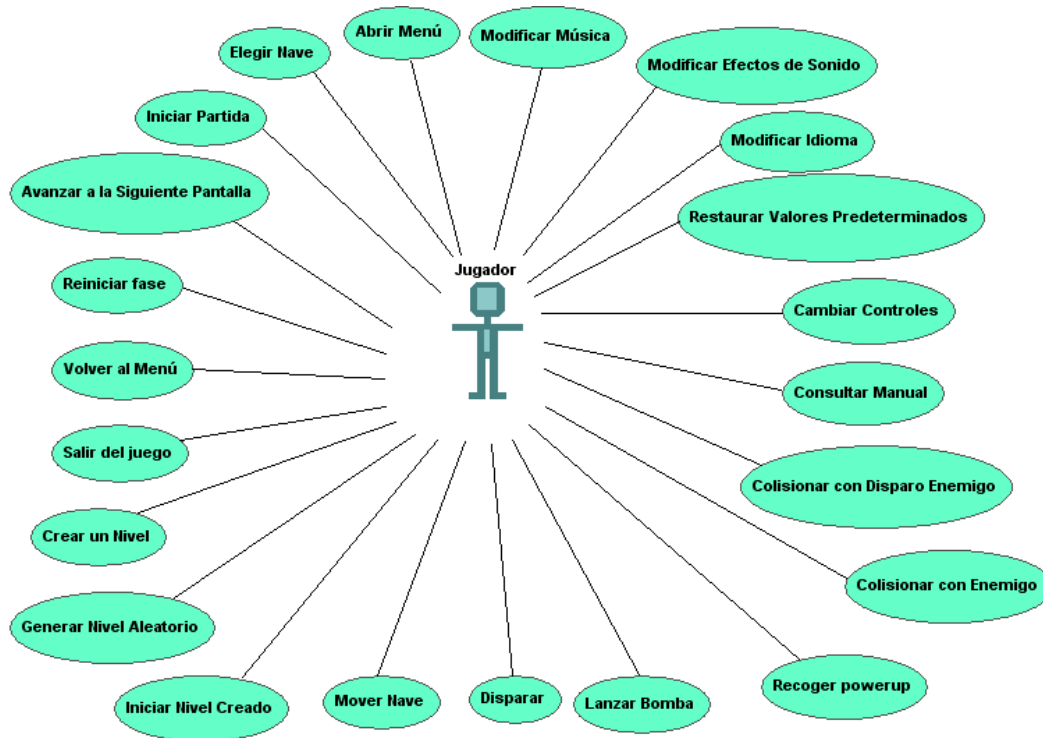 Abrir Menú
Modificar Música
Elegir Nave
Modificar Efectos de Sonido
Iniciar Partida
Modificar Idioma
Avanzar a la Siguiente Pantalla
Restaurar Valores Predeterminados
Jugador
Reiniciar fase
Cambiar Controles
Volver al Menú
Consultar Manual
Salir del juego
Colisionar con Disparo Enemigo
Crear un Nivel
Colisionar con Enemigo
Generar Nivel Aleatorio
Recoger powerup
Iniciar Nivel Creado
Mover Nave
Disparar
Lanzar Bomba